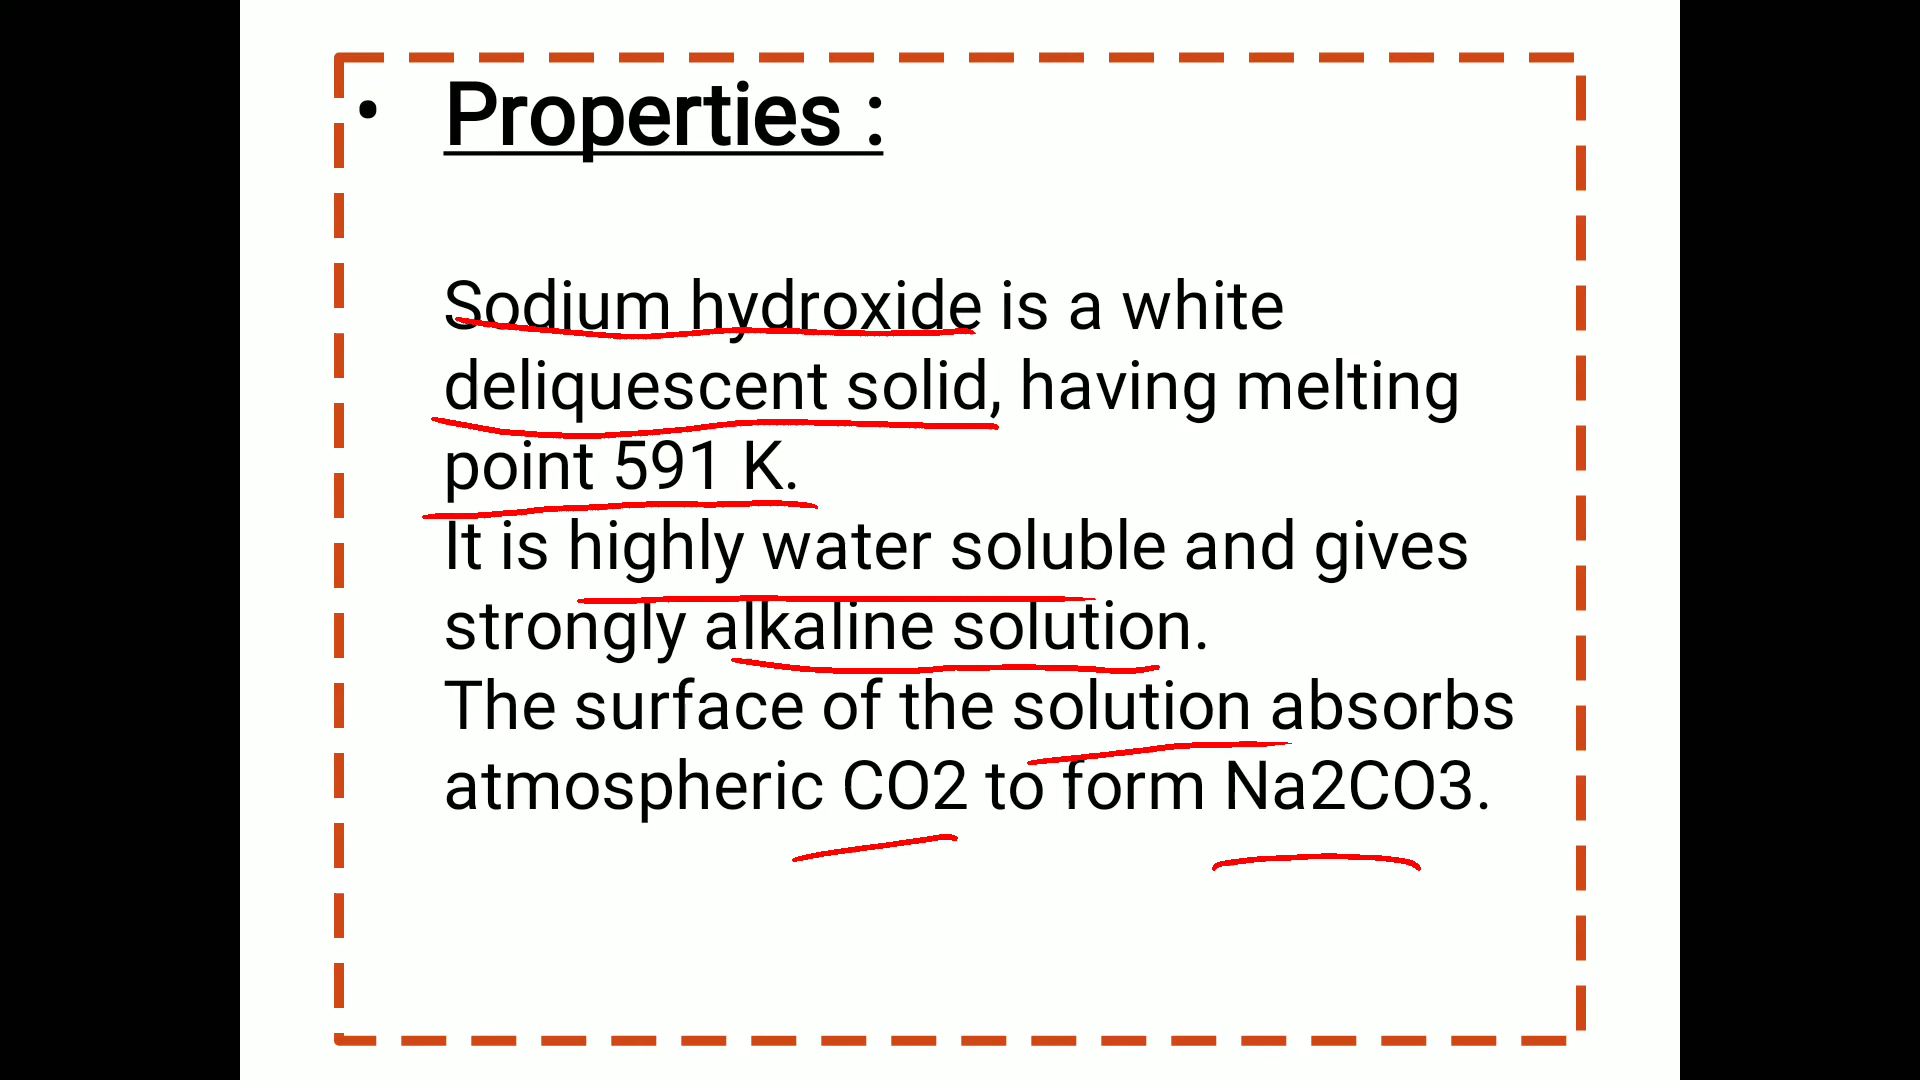 • Properties :
Sodium hydroxide is a white
deliquescent solid, having melting
point 591 K.
It is highly water soluble and gives
strongly alkaline solution.
The surface of the solution absorbs
atmospheric CO2 to form Na2CO3.